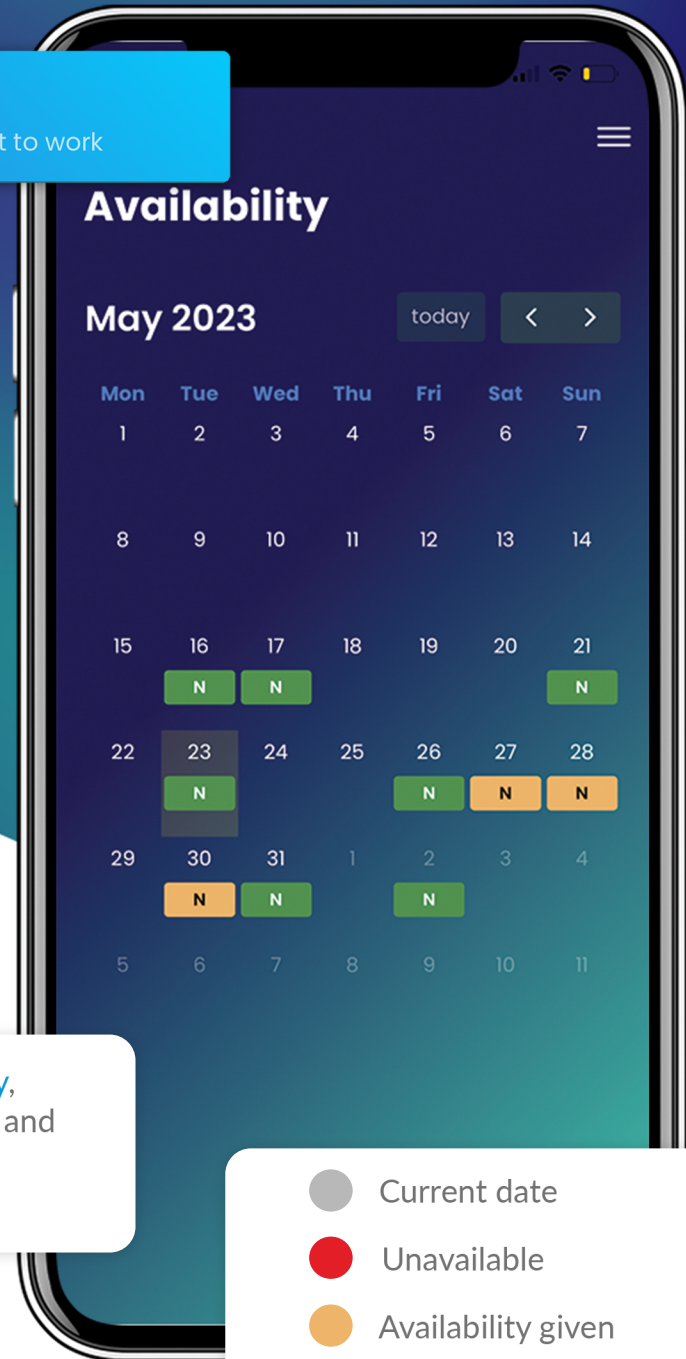 t to work
Availability
May 2023 today
Mon Tue Wed Thu Fri Sat Sun
1 2 3 4 5 6 7
8 9 10 11 12 13 14
15 16 17 18 19 20 21
N N N
22 23 24 25 26 27 28
N N N N
29 30 31 1 2 3 4
N N N
5 6 7 8 9 10 11
y,
and
Current date
Unavailable
Availability given